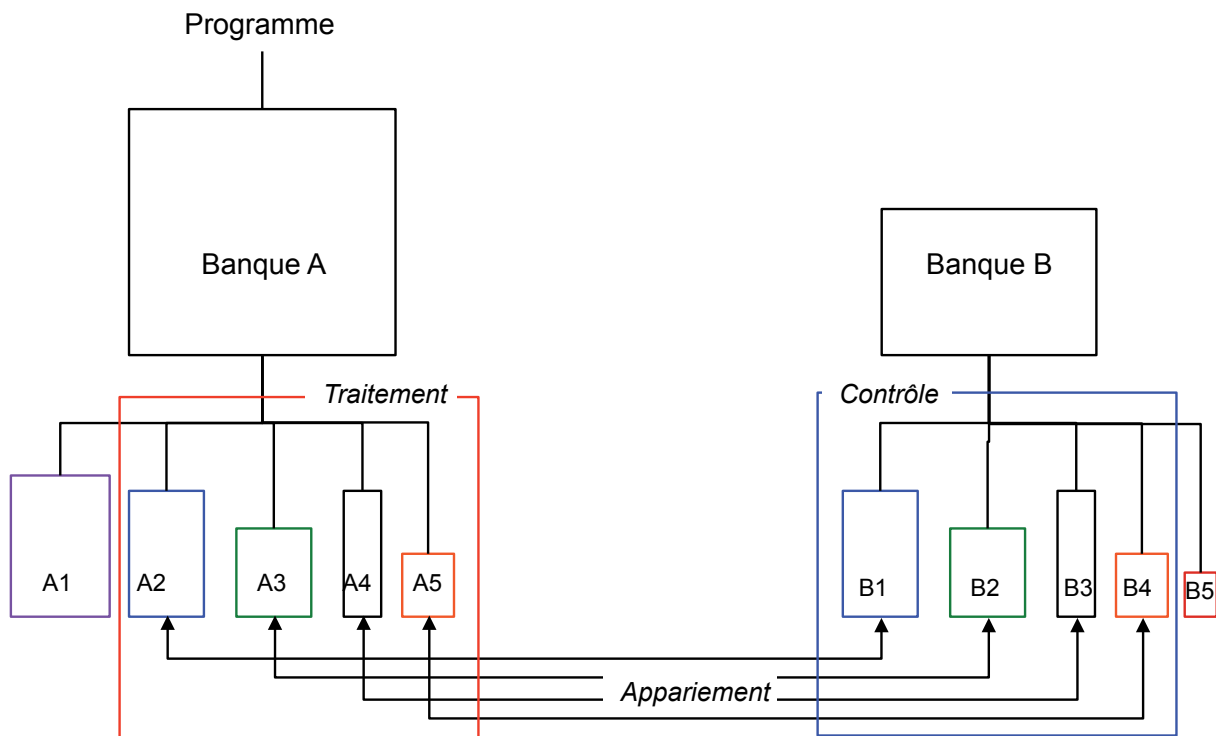 Programme
Banque A
Banque B
Traitement
Contrôle
A1
A2
A3
A4
A5
B1
B2
B3
B4
B5
Appariement